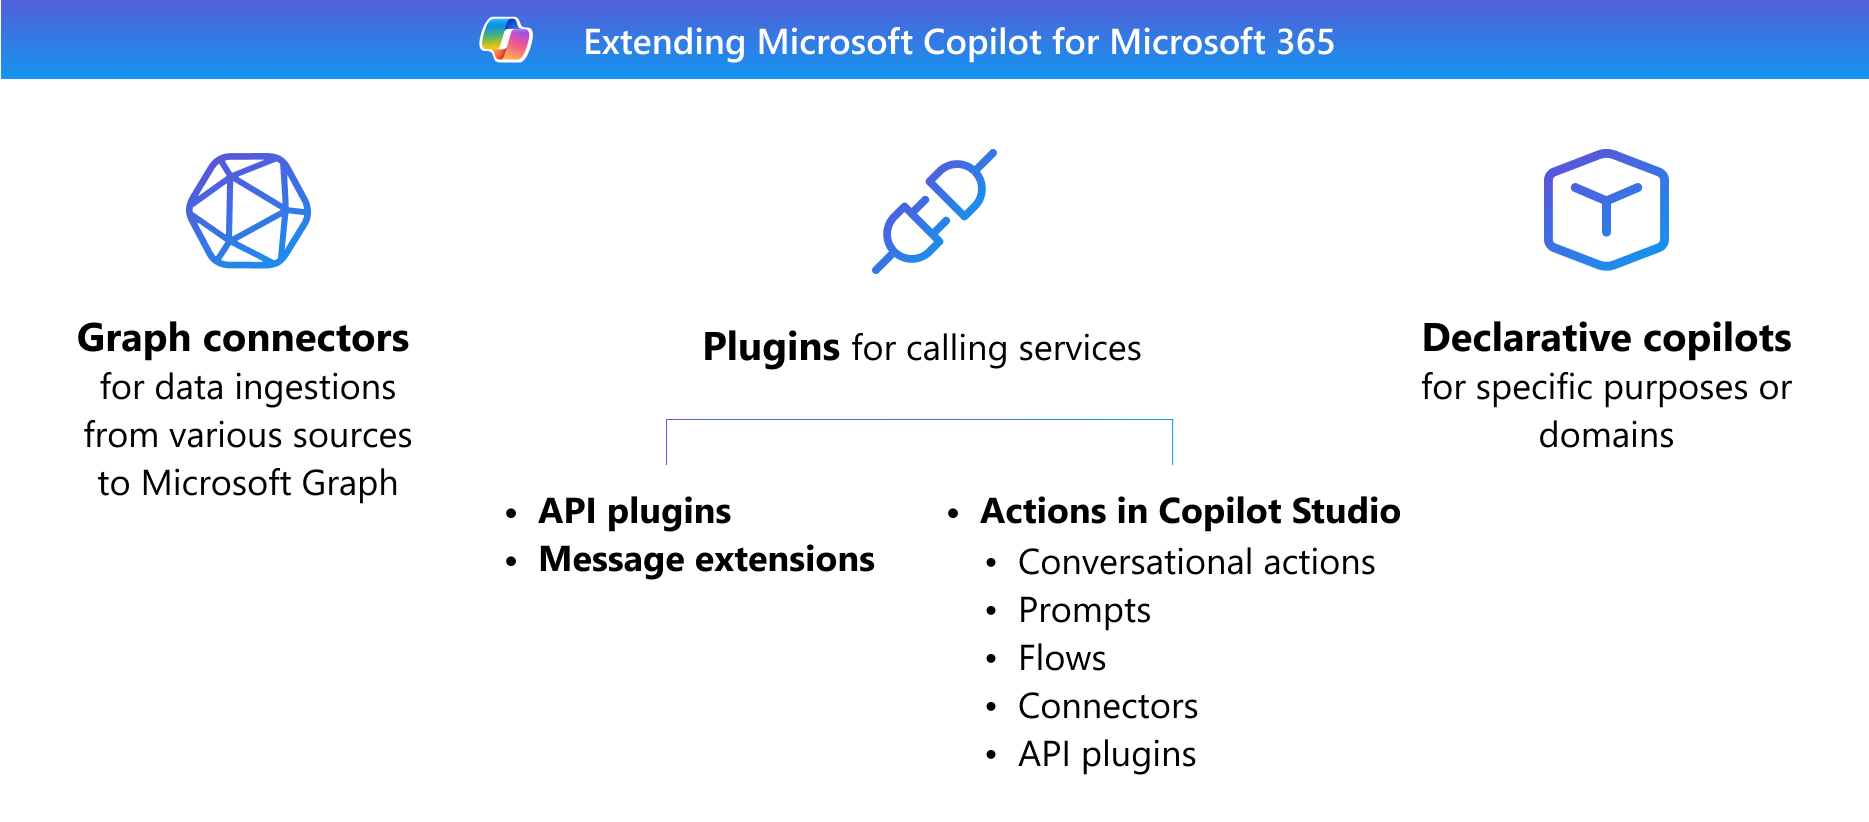 Extending Microsoft Copilot for Microsoft 365
Graph connectors
for data ingestions
from various sources
to Microsoft Graph
Plugins for calling services
• API plugins
• Message extensions
• Actions in Copilot Studio
• Conversational actions
• Prompts
• Flows
• Connectors
• API plugins
Declarative copilots
for specific purposes or
domains